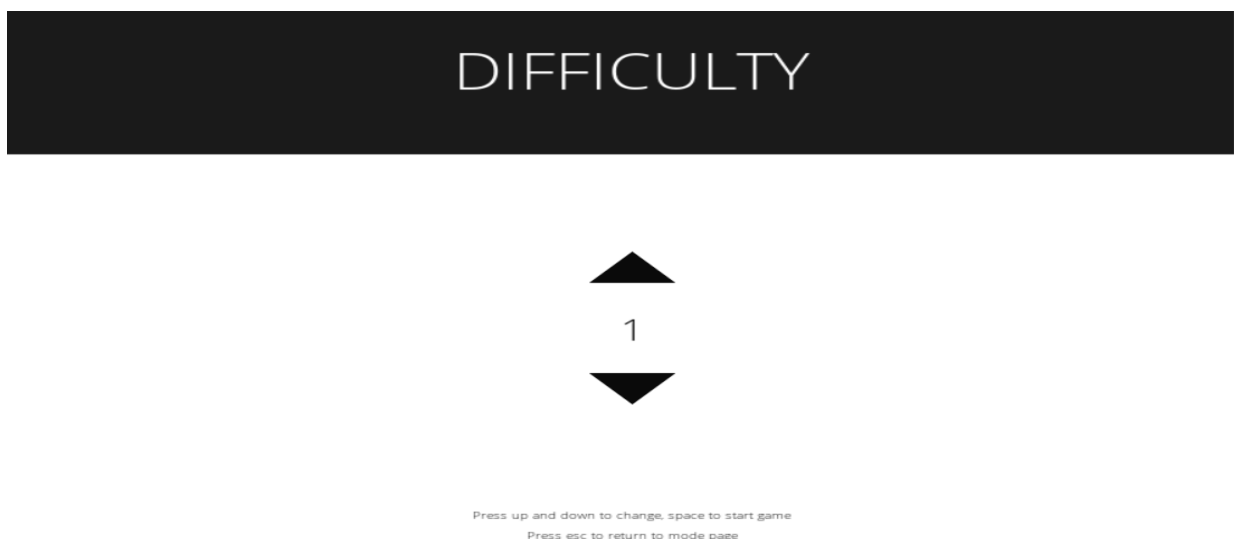 DIFFICULTY
1
Press up and down to change, space to start game
Press esc to return to mode page